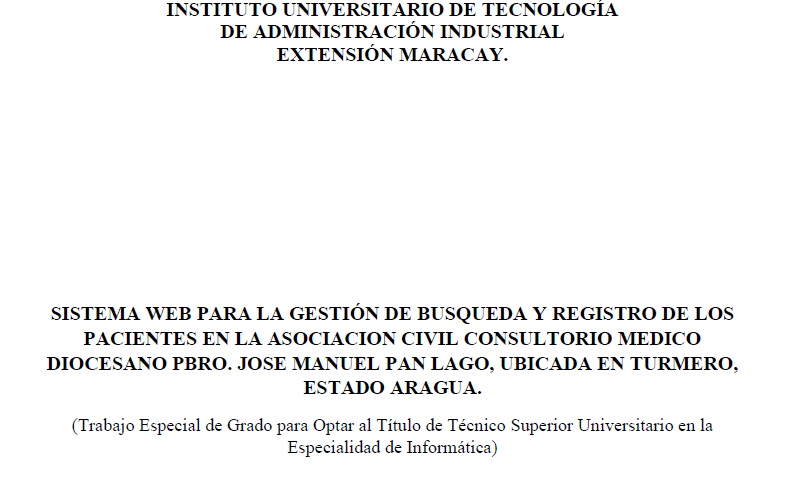 INSTITUTO UNIVERSITARIO DE TECNOLOGÍA
DE ADMINISTRACIÓN INDUSTRIAL
EXTENSIÓN MARACAY.
SISTEMA WEB PARA LA GESTIÓN DE BUSQUEDA Y REGISTRO DE LOS
PACIENTES EN LA ASOCIACION CIVIL CONSULTORIO MEDICO
DIOCESANO PBRO. JOSE MANUEL PAN LAGO, UBICADA EN TURMERO,
ESTADO ARAGUA.
(Trabajo Especial de Grado para Optar al Título de Técnico Superior Universitario en la
Especialidad de Informática)